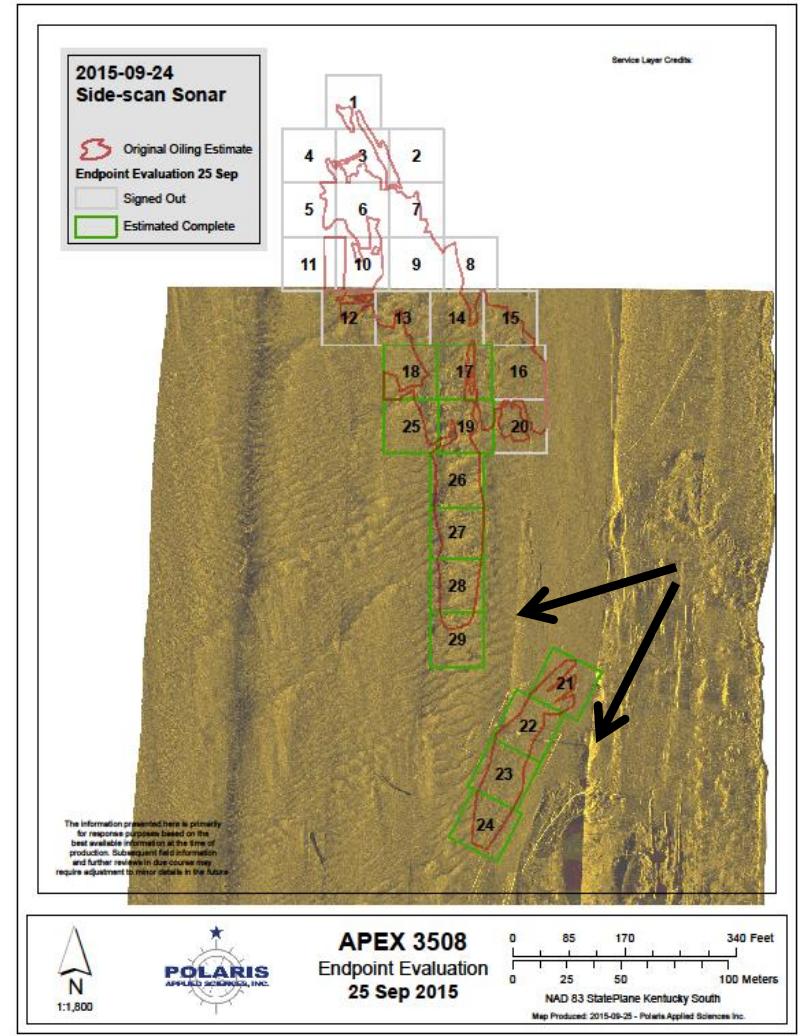 2015-09-24
Side-scan Sonar
Original Oiling Estimate
Endpoint Evaluation 25 Sep
Signed Out
Estimated Complete
Service Layer Credits:
1
4 3 2
5 6 7
11 10 9 8
12 13 14 15
18 17 16
25 19 20
26
27
28
29
21
22
23
24
The information presented here is primarily
for response purposes based on the
best available information at the time of
production. Subsequent field information
and further reviews in due course may
require adjustment to minor details in the future
N
1:1,800
POLARIS
APPLIED SCIENCES, INC.
APEX 3508
Endpoint Evaluation
25 Sep 2015
0 85 170 340 Feet
0 25 50 100 Meters
NAD 83 StatePlane Kentucky South
Map Produced: 2015-09-25 - Polaris Applied Sciences Inc.